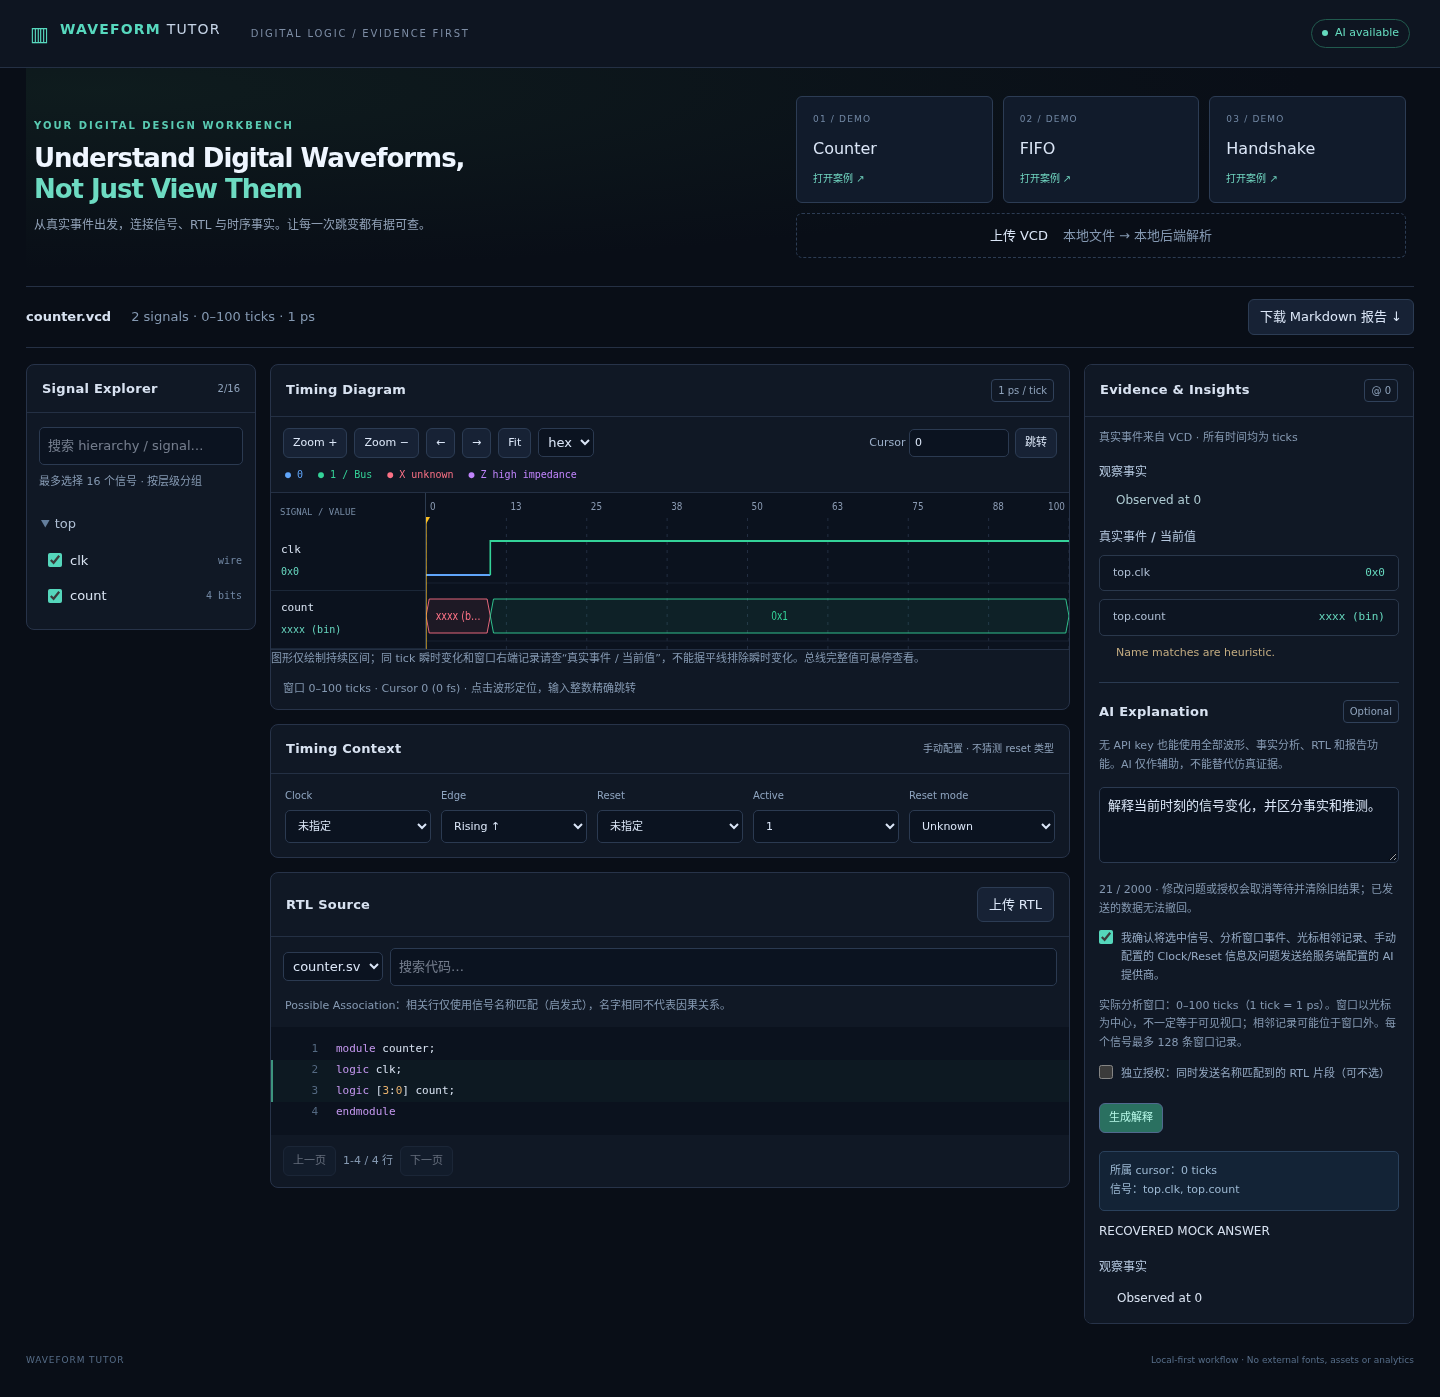 WAVEFORM TUTOR
DIGITAL LOGIC / EVIDENCE FIRST
AI available
YOUR DIGITAL DESIGN WORKBENCH
Understand Digital Waveforms,
Not Just View Them
从真实事件出发，连接信号、RTL 与时序事实。让每一次跳变都有据可查。
01 / DEMO
Counter
打开案例 ↗
02 / DEMO
FIFO
打开案例 ↗
03 / DEMO
Handshake
打开案例 ↗
上传 VCD 本地文件 → 本地后端解析
counter.vcd
2 signals · 0–100 ticks · 1 ps
下载 Markdown 报告 ↓
Signal Explorer
2/16
搜索 hierarchy / signal…
最多选择 16 个信号 · 按层级分组
▼ top
clk
wire
count
4 bits
Timing Diagram
1 ps / tick
Zoom +
Zoom −
←
→
Fit
hex
Cursor
0
跳转
0
1 / Bus
X unknown
Z high impedance
SIGNAL / VALUE
0 13 25 38 50 63 75 88 100
clk
0x0
count
xxxx (bin)
xxxx (b…
0x1
图形仅绘制持续区间；同 tick 瞬时变化和窗口右端记录请查“真实事件 / 当前值”，不能据平线排除瞬时变化。总线完整值可悬停查看。
窗口 0–100 ticks · Cursor 0 (0 fs) · 点击波形定位，输入整数精确跳转
Timing Context
手动配置 · 不猜测 reset 类型
Clock
未指定
Edge
Rising ↑
Reset
未指定
Active
1
Reset mode
Unknown
RTL Source
上传 RTL
counter.sv
搜索代码…
Possible Association：相关行仅使用信号名称匹配（启发式），名字相同不代表因果关系。
1 module counter;
2 logic clk;
3 logic [3:0] count;
4 endmodule
上一页
1-4 / 4 行
下一页
Evidence & Insights
@ 0
真实事件来自 VCD · 所有时间均为 ticks
观察事实
Observed at 0
真实事件 / 当前值
top.clk
0x0
top.count
xxxx (bin)
Name matches are heuristic.
AI Explanation
Optional
无 API key 也能使用全部波形、事实分析、RTL 和报告功
能。AI 仅作辅助，不能替代仿真证据。
解释当前时刻的信号变化，并区分事实和推测。
21 / 2000 · 修改问题或授权会取消等待并清除旧结果；已发
送的数据无法撤回。
我确认将选中信号、分析窗口事件、光标相邻记录、手动
配置的 Clock/Reset 信息及问题发送给服务端配置的 AI
提供商。
实际分析窗口：0–100 ticks（1 tick = 1 ps）。窗口以光标
为中心，不一定等于可见视口；相邻记录可能位于窗口外。每
个信号最多 128 条窗口记录。
独立授权：同时发送名称匹配到的 RTL 片段（可不选）
生成解释
所属 cursor：0 ticks
信号：top.clk, top.count
RECOVERED MOCK ANSWER
观察事实
Observed at 0
WAVEFORM TUTOR
Local-first workflow · No external fonts, assets or analytics